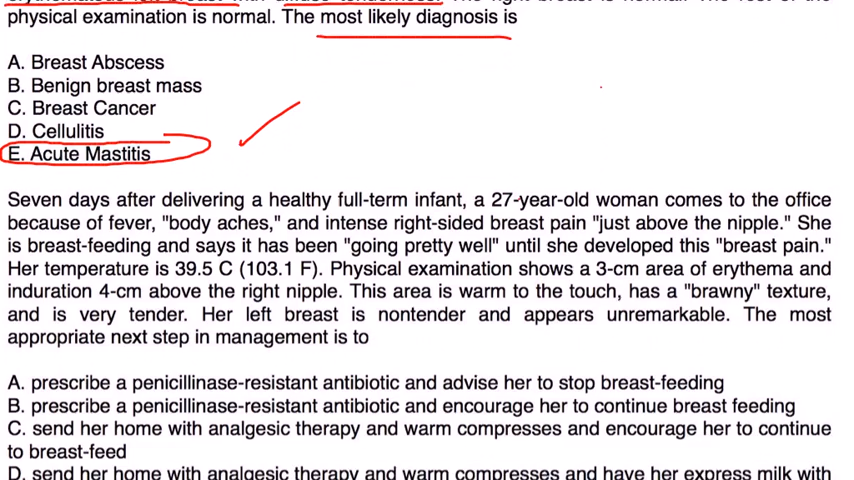 physical examination is normal. The most likely diagnosis is
A. Breast Abscess
B. Benign breast mass
C. Breast Cancer
D. Cellulitis
E. Acute Mastitis
Seven days after delivering a healthy full-term infant, a 27-year-old woman comes to the office
because of fever, "body aches," and intense right-sided breast pain "just above the nipple." She
is breast-feeding and says it has been "going pretty well" until she developed this "breast pain."
Her temperature is 39.5 C (103.1 F). Physical examination shows a 3-cm area of erythema and
induration 4-cm above the right nipple. This area is warm to the touch, has a "brawny" texture,
and is very tender. Her left breast is nontender and appears unremarkable. The most
appropriate next step in management is to
A. prescribe a penicillinase-resistant antibiotic and advise her to stop breast-feeding
B. prescribe a penicillinase-resistant antibiotic and encourage her to continue breast feeding
C. send her home with analgesic therapy and warm compresses and encourage her to continue
to breast-feed
D. send her home with analgesic therapy and warm compresses and have her express milk with